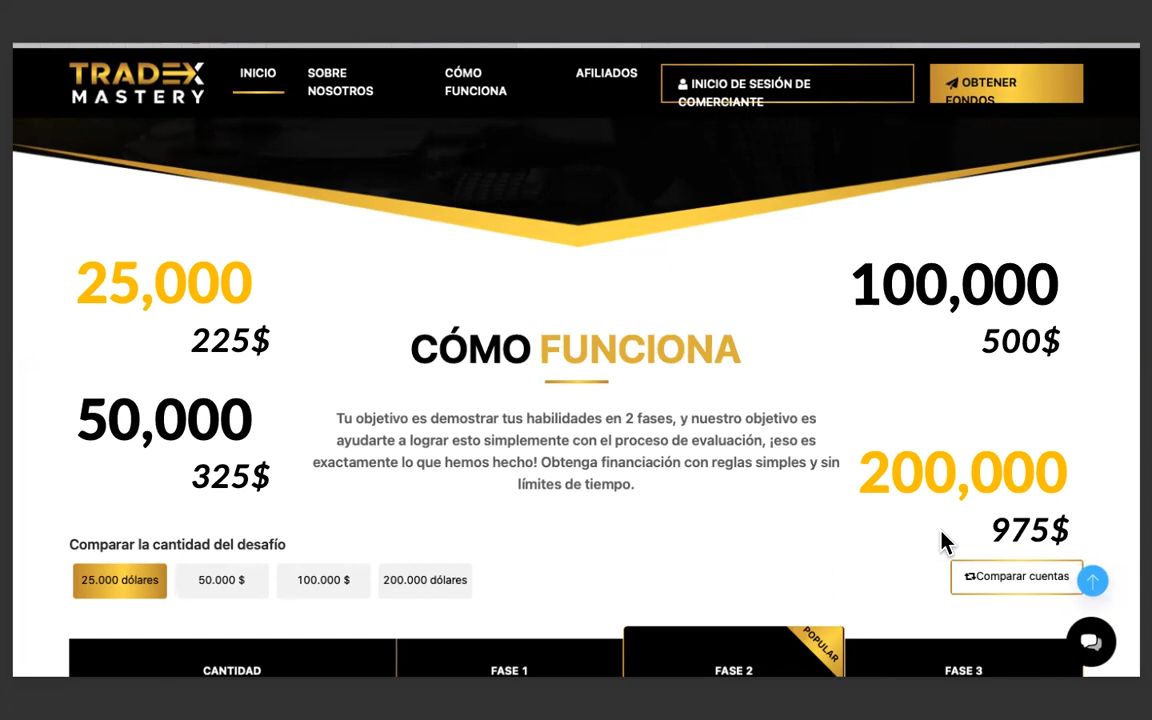 TRADEX
MASTERY
INICIO
SOBRE
NOSOTROS
CÓMO
FUNCIONA
AFILIADOS
INICIO DE SESIÓN DE
COMERCIANTE
OBTENER
FONDOS
25,000
225$
50,000
325$
100,000
500$
200,000
975$
CÓMO FUNCIONA
Tu objetivo es demostrar tus habilidades en 2 fases, y nuestro objetivo es
ayudarte a lograr esto simplemente con el proceso de evaluación, ¡eso es
exactamente lo que hemos hecho! Obtenga financiación con reglas simples y sin
límites de tiempo.
Comparar la cantidad del desafío
25.000 dólares
50.000 $
100.000 $
200.000 dólares
Comparar cuentas
POPULAR
CANTIDAD
FASE 1
FASE 2
FASE 3